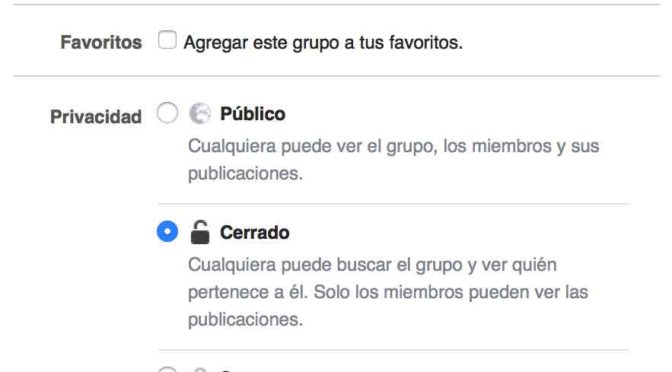 Favoritos Agregar este grupo a tus favoritos.
Privacidad Público
Cualquiera puede ver el grupo, los miembros y sus
publicaciones.
Cerrado
Cualquiera puede buscar el grupo y ver quién
pertenece a él. Solo los miembros pueden ver las
publicaciones.